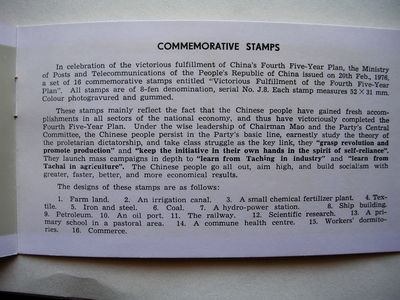 COMMEMORATIVE STAMPS
In celebration of the victorious fulfillment of China's Fourth Five-Year Plan, the Ministry
of Posts and Telecommunications of the People's Republic of China issued on 20th Feb., 1976,
a set of 16 commemorative stamps entitled "Victorious Fulfillment of the Fourth Five-Year
Plan". All stamps are of 8-fen denomination, serial No. J.8. Each stamp measures 52 × 31 mm.
Colour photogravured and gummed.
These stamps mainly reflect the fact that the Chinese people have gained fresh accom-
plishments in all sectors of the national economy, and thus have victoriously completed the
Fourth Five-Year Plan. Under the wise leadership of Chairman Mao and the Party's Central
Committee, the Chinese people persist in the Party's basic line, earnestly study the theory of
the proletarian dictatorship, and take class struggle as the key link, they "grasp revolution and
promote production" and "keep the initiative in their own hands in the spirit of self-reliance".
They launch mass campaigns in depth to "learn from Taching in industry" and "learn from
Tachai in agriculture". The Chinese people go all out, aim high, and build socialism with
greater, faster, better, and more economical results.
The designs of these stamps are as follows:
1. Farm land. 2. An irrigation canal. 3. A small chemical fertilizer plant. 4. Tex-
tile. 5. Iron and steel. 6. Coal. 7. A hydro-power station. 8. Ship building.
9. Petroleum. 10. An oil port. 11. The railway. 12. Scientific research. 13. A pri-
mary school in a pastoral area. 14. A commune health centre. 15. Workers' dormito-
ries. 16. Commerce.